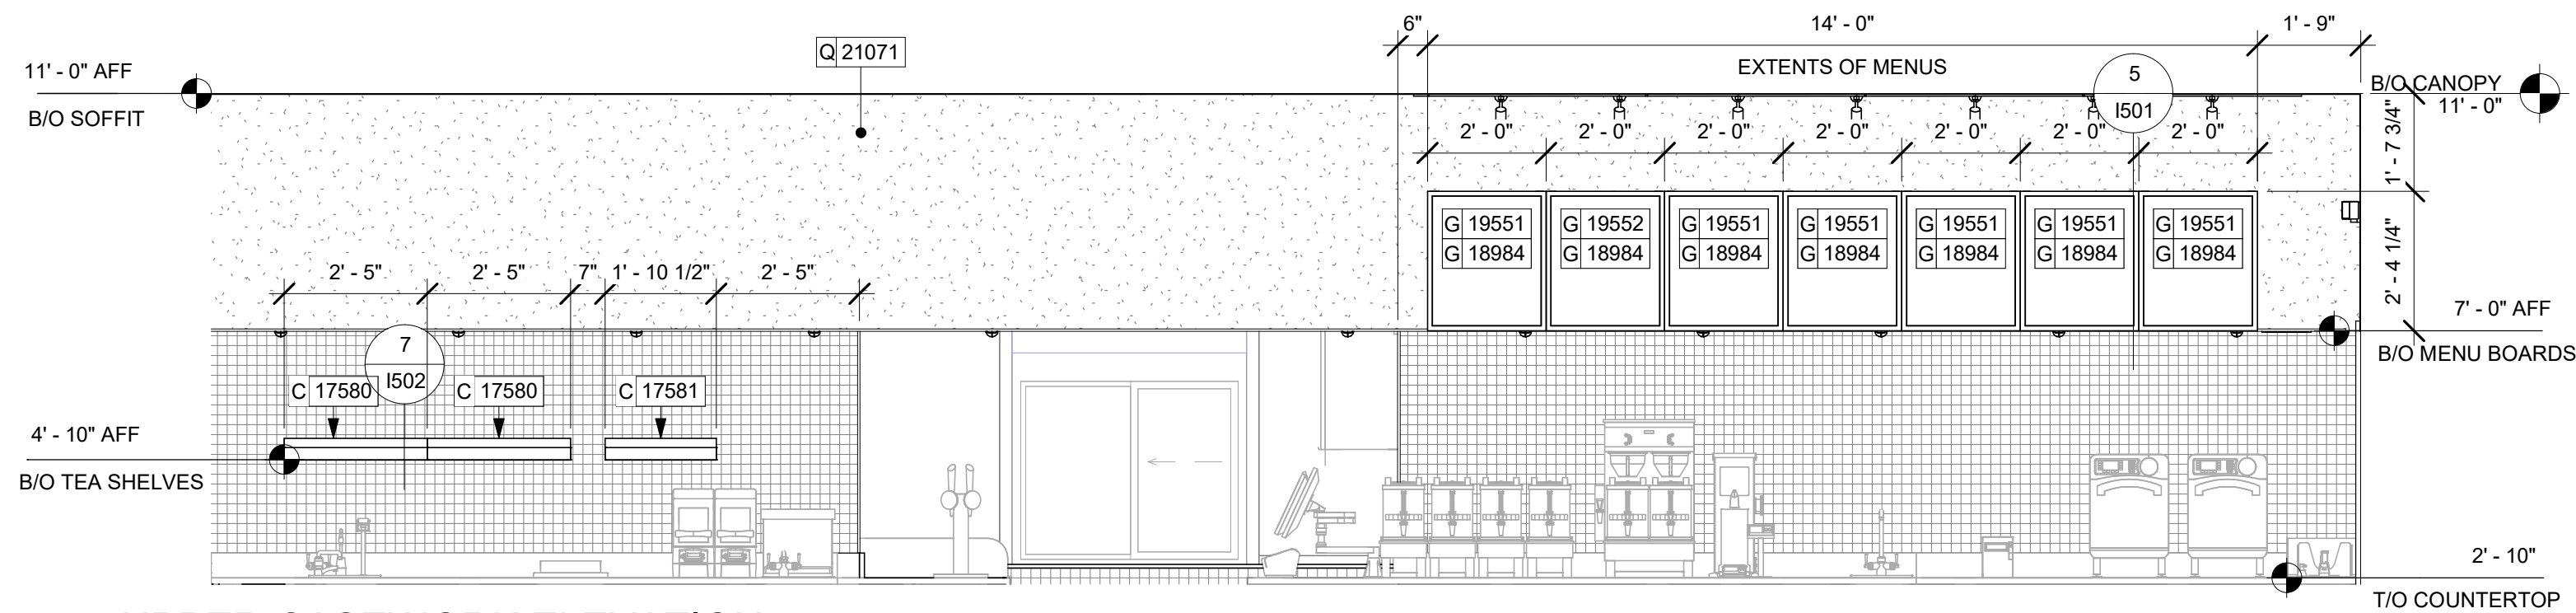 6" 14' - 0" 1' - 9"
Q 21071
EXTENTS OF MENUS
11' - 0" AFF
B/O SOFFIT
5
I501
B/O CANOPY
11' - 0"
2' - 0" 2' - 0" 2' - 0" 2' - 0" 2' - 0" 2' - 0" 2' - 0"
1' - 7 3/4"
G 19551 G 19552 G 19551 G 19551 G 19551 G 19551 G 19551
G 18984 G 18984 G 18984 G 18984 G 18984 G 18984 G 18984
2' - 4 1/4"
2' - 5" 2' - 5" 7" 1' - 10 1/2" 2' - 5"
7' - 0" AFF
B/O MENU BOARDS
7
I502
C 17580 C 17580 C 17581
4' - 10" AFF
B/O TEA SHELVES
2' - 10"
T/O COUNTERTOP